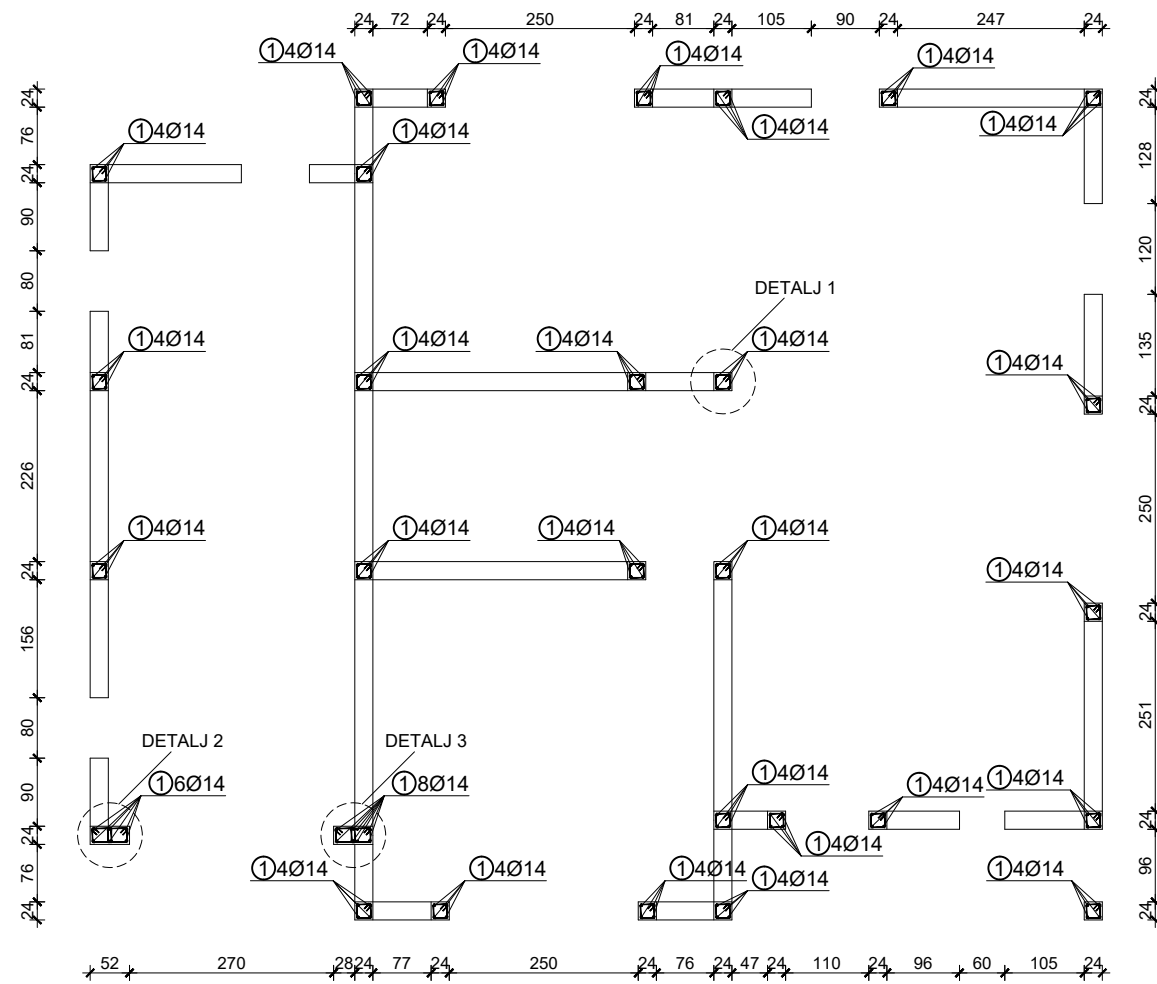 24 72 24 250 24 81 24 105 90 24 247 24
①4Ø14 ①4Ø14 ①4Ø14 ①4Ø14
24 24
①4Ø14 ①4Ø14 ①4Ø14 ①4Ø14
76 128
24
90 120
80 DETALJ 1
81 ①4Ø14 ①4Ø14 ①4Ø14 ①4Ø14 135
①4Ø14
24 24
226 250
①4Ø14 ①4Ø14 ①4Ø14 ①4Ø14
24 ①4Ø14
24
156 251
80 DETALJ 2 DETALJ 3
90 ①6Ø14 ①8Ø14 ①4Ø14 ①4Ø14 ①4Ø14
24 24
①4Ø14
76 ①4Ø14 ①4Ø14 ①4Ø14 ①4Ø14 ①4Ø14 96
24 24
52 270 28 24 77 24 250 24 76 24 47 24 110 24 96 60 105 24